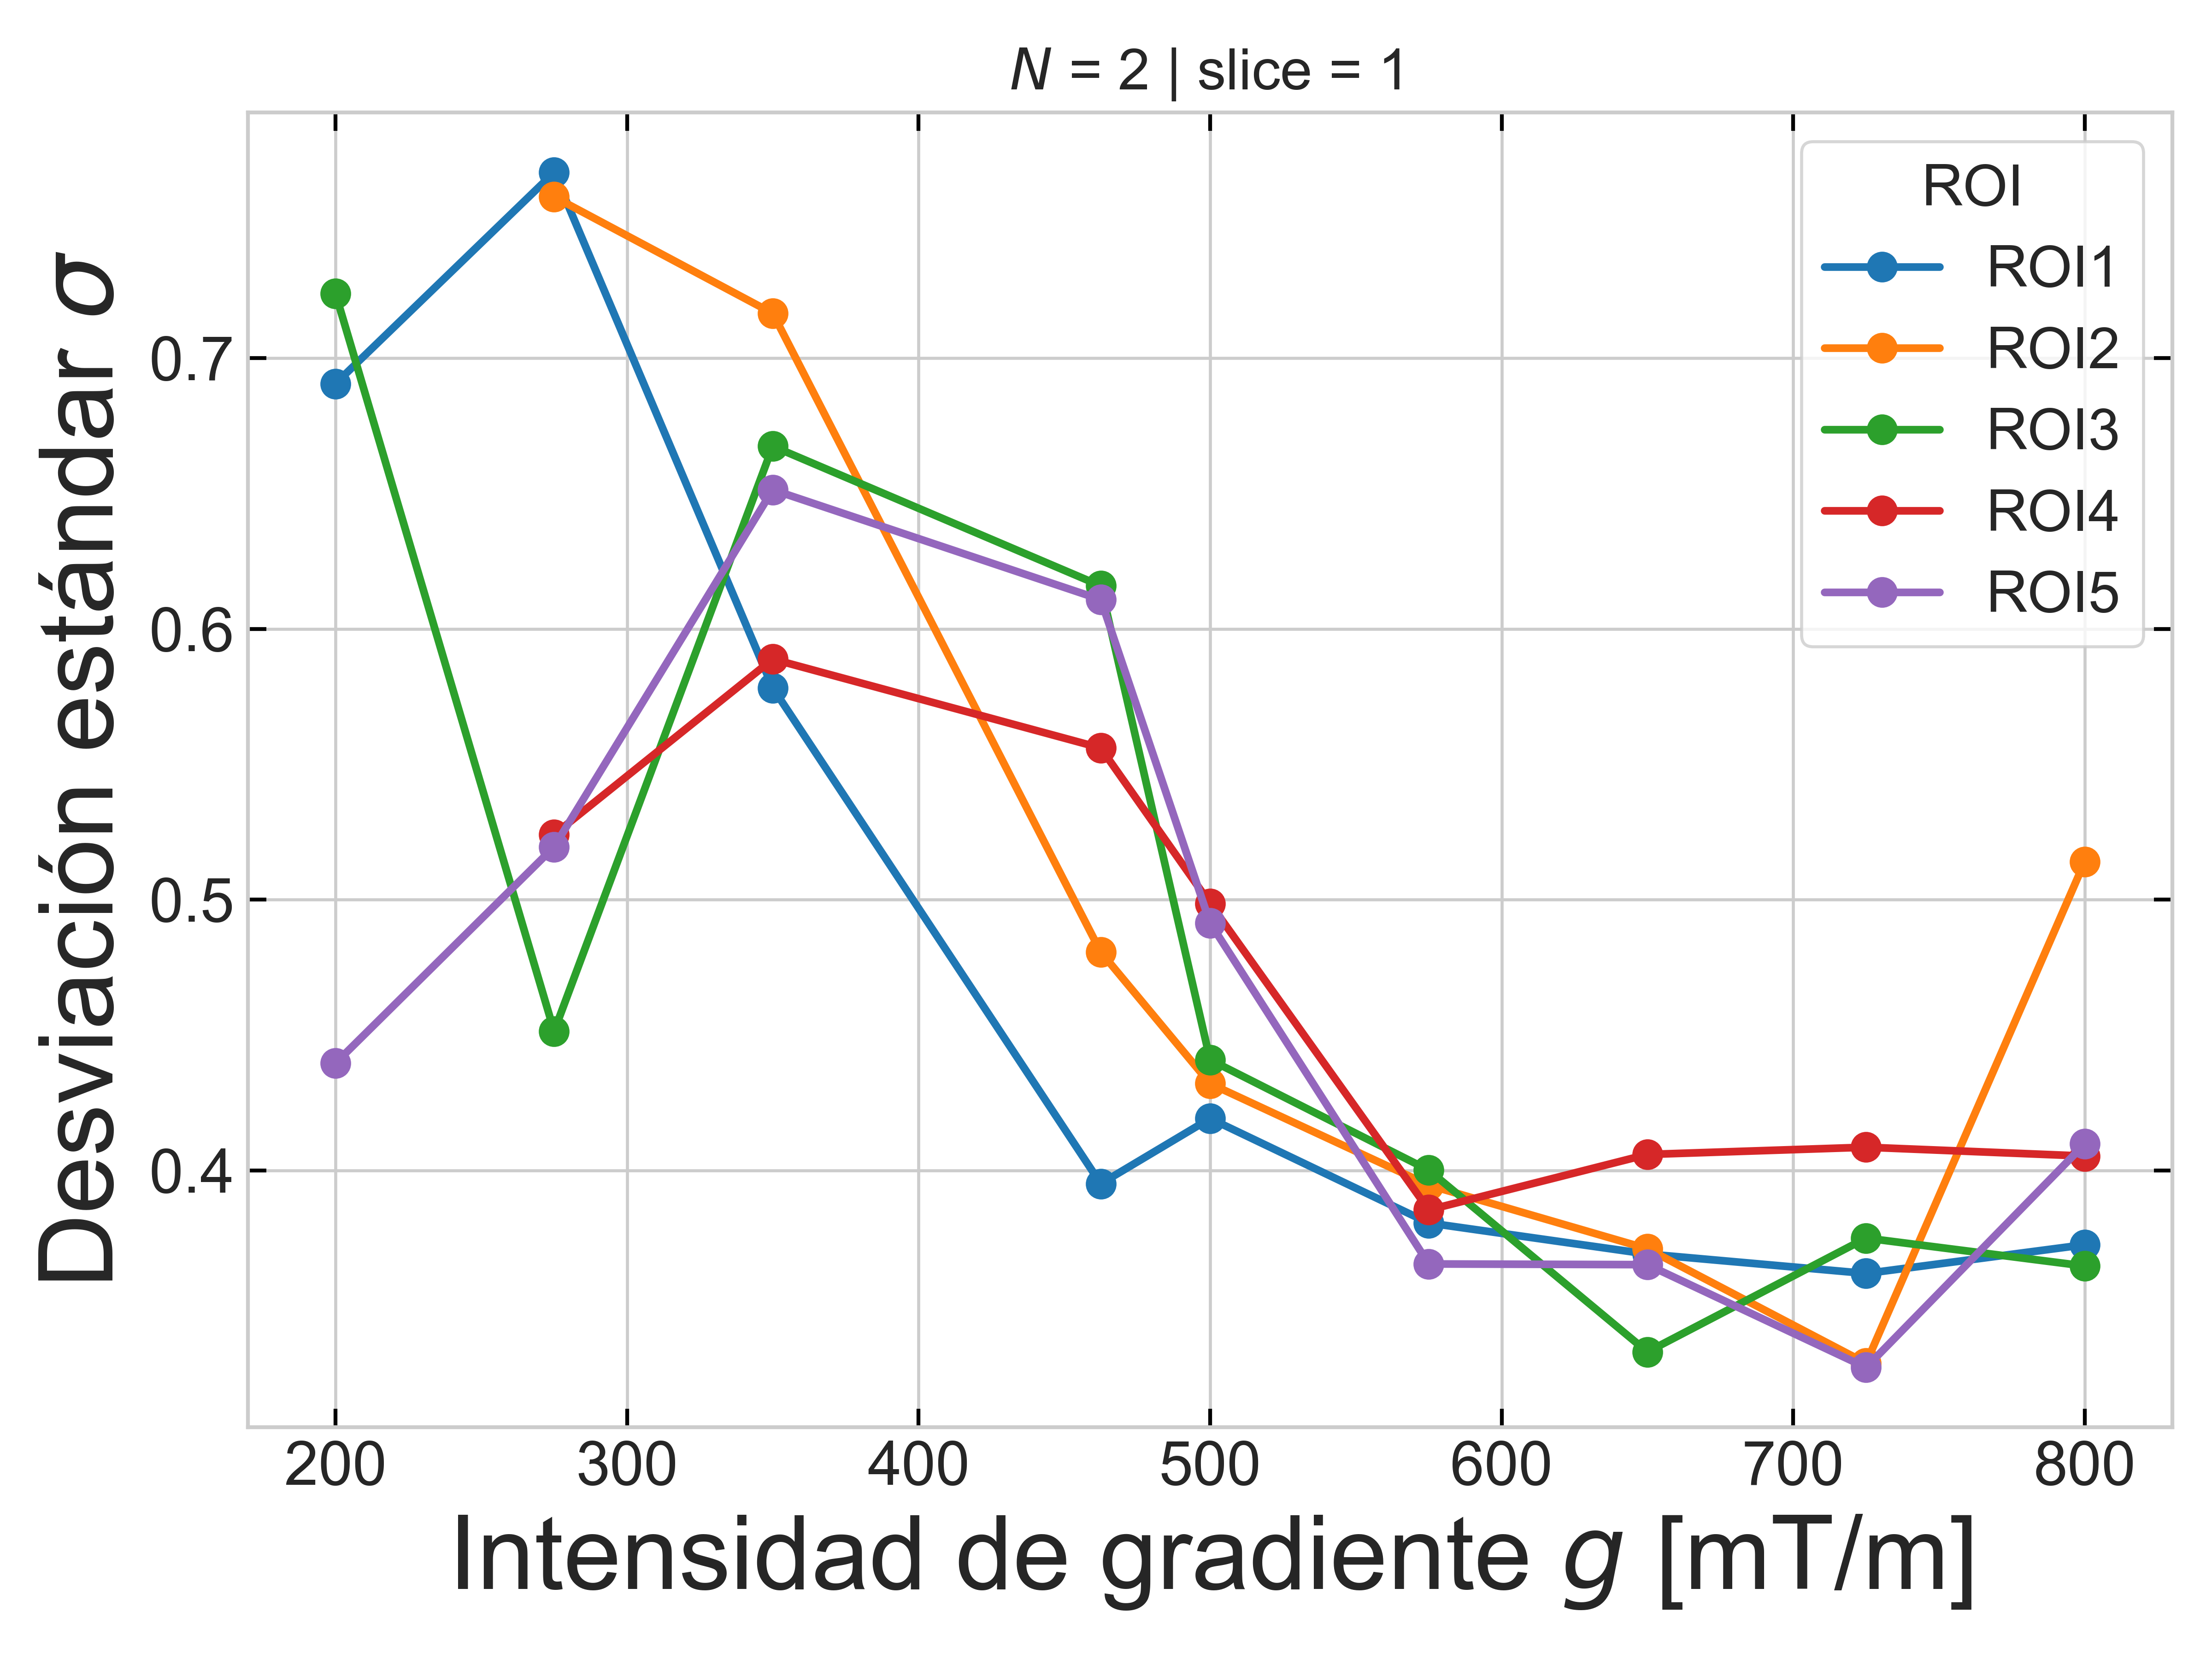 N = 2 | slice = 1
Desviación estándar σ
0.7
0.6
0.5
0.4
ROI
ROI1
ROI2
ROI3
ROI4
ROI5
200 300 400 500 600 700 800
Intensidad de gradiente g [mT/m]